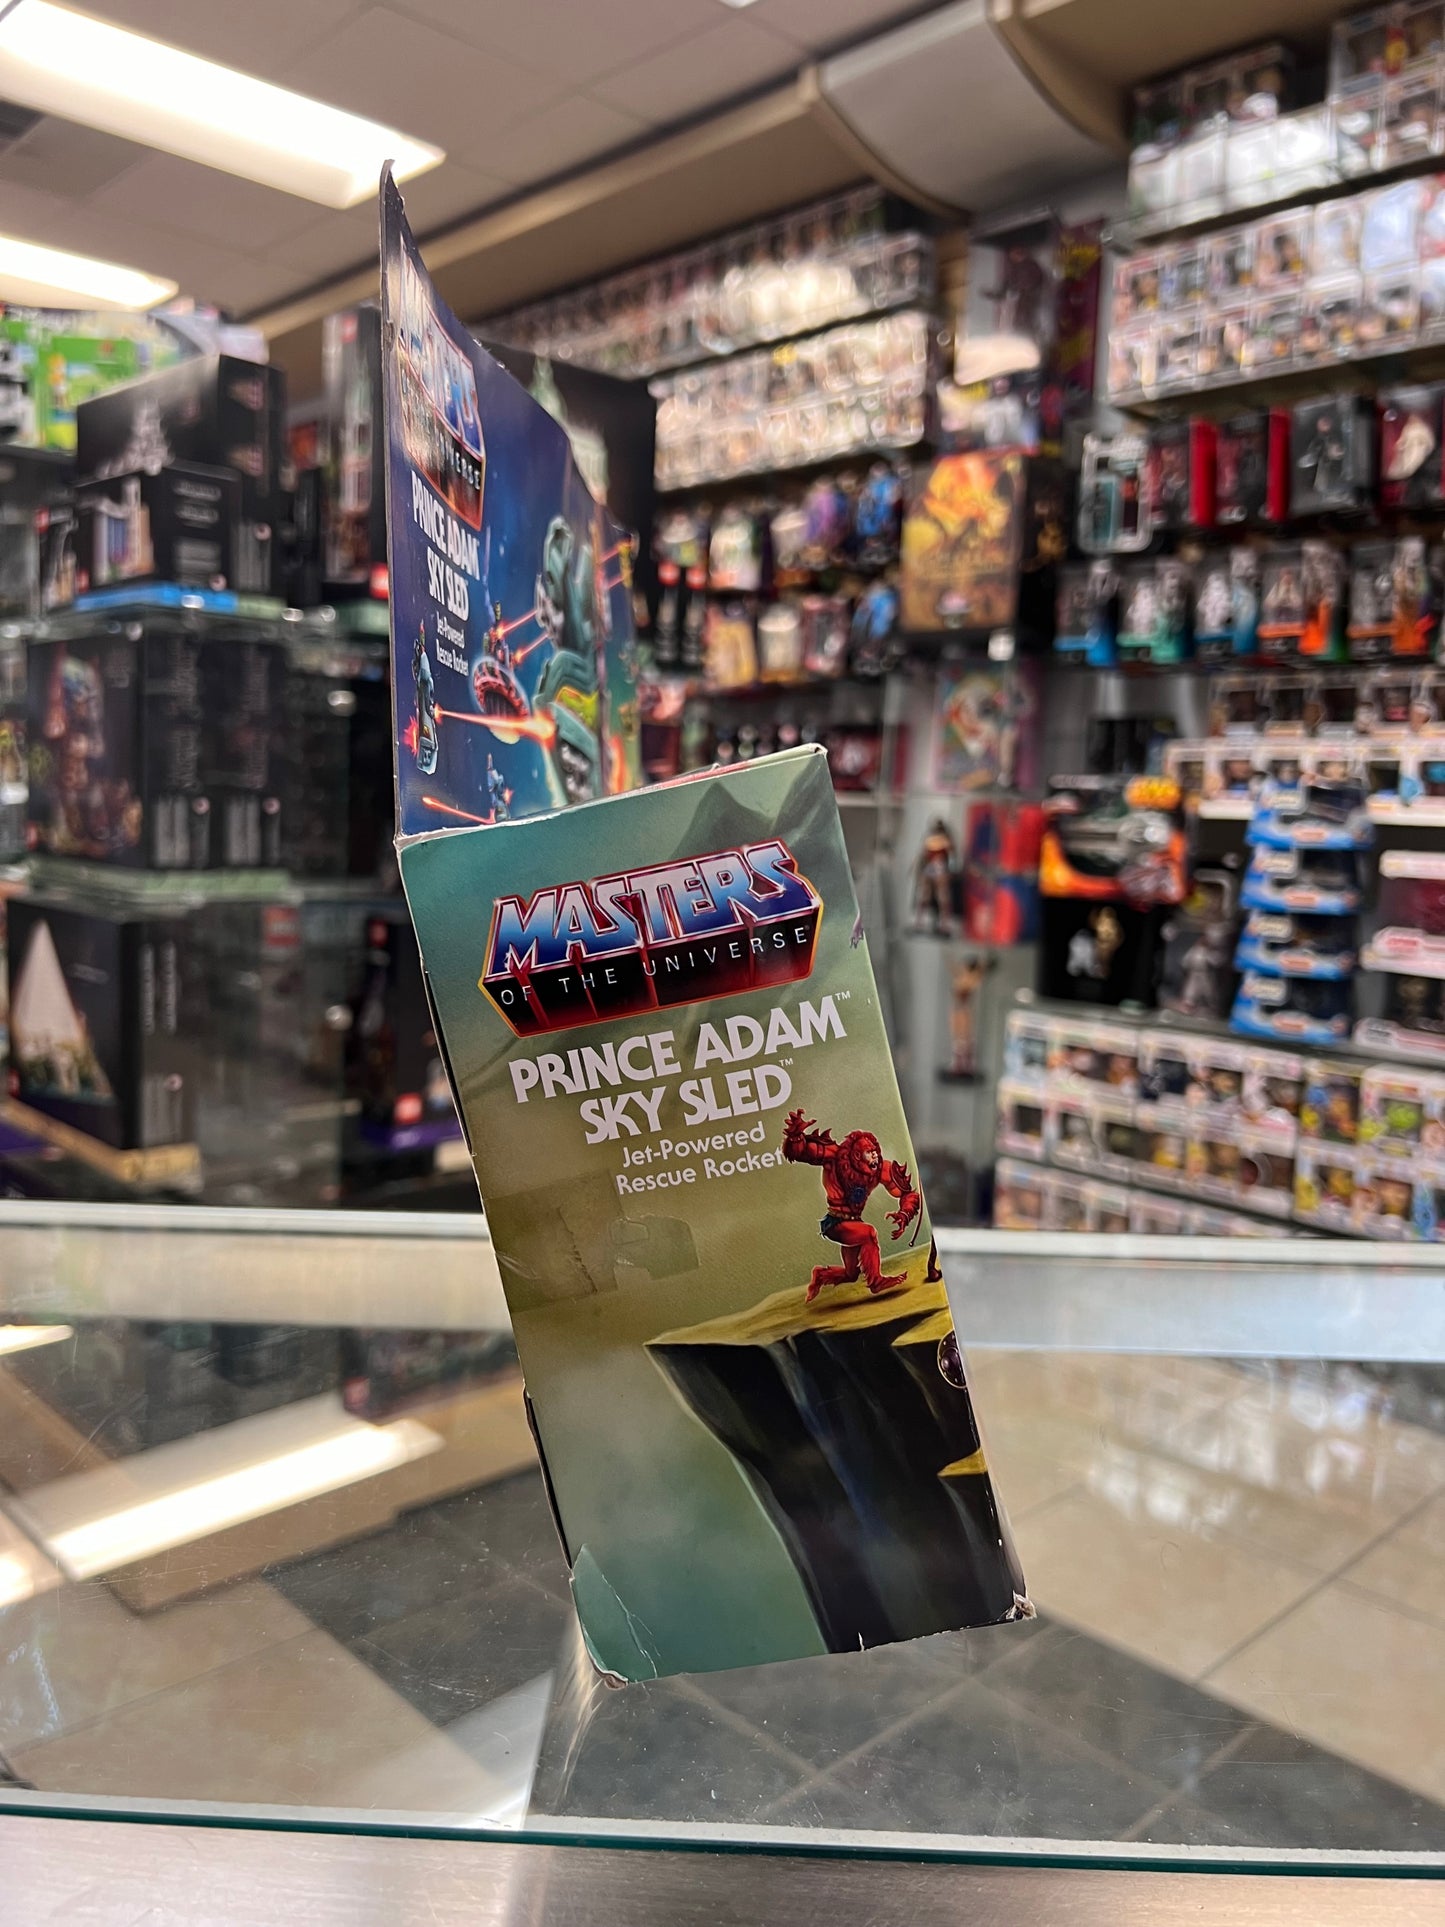 UNIVERSE
PRINCE ADAM
SKY SLED
Jet-Powered
Rescue Rocket
MASTERS
OF THE UNIVERSE®
PRINCE ADAM™
SKY SLED™
Jet-Powered
Rescue Rocket